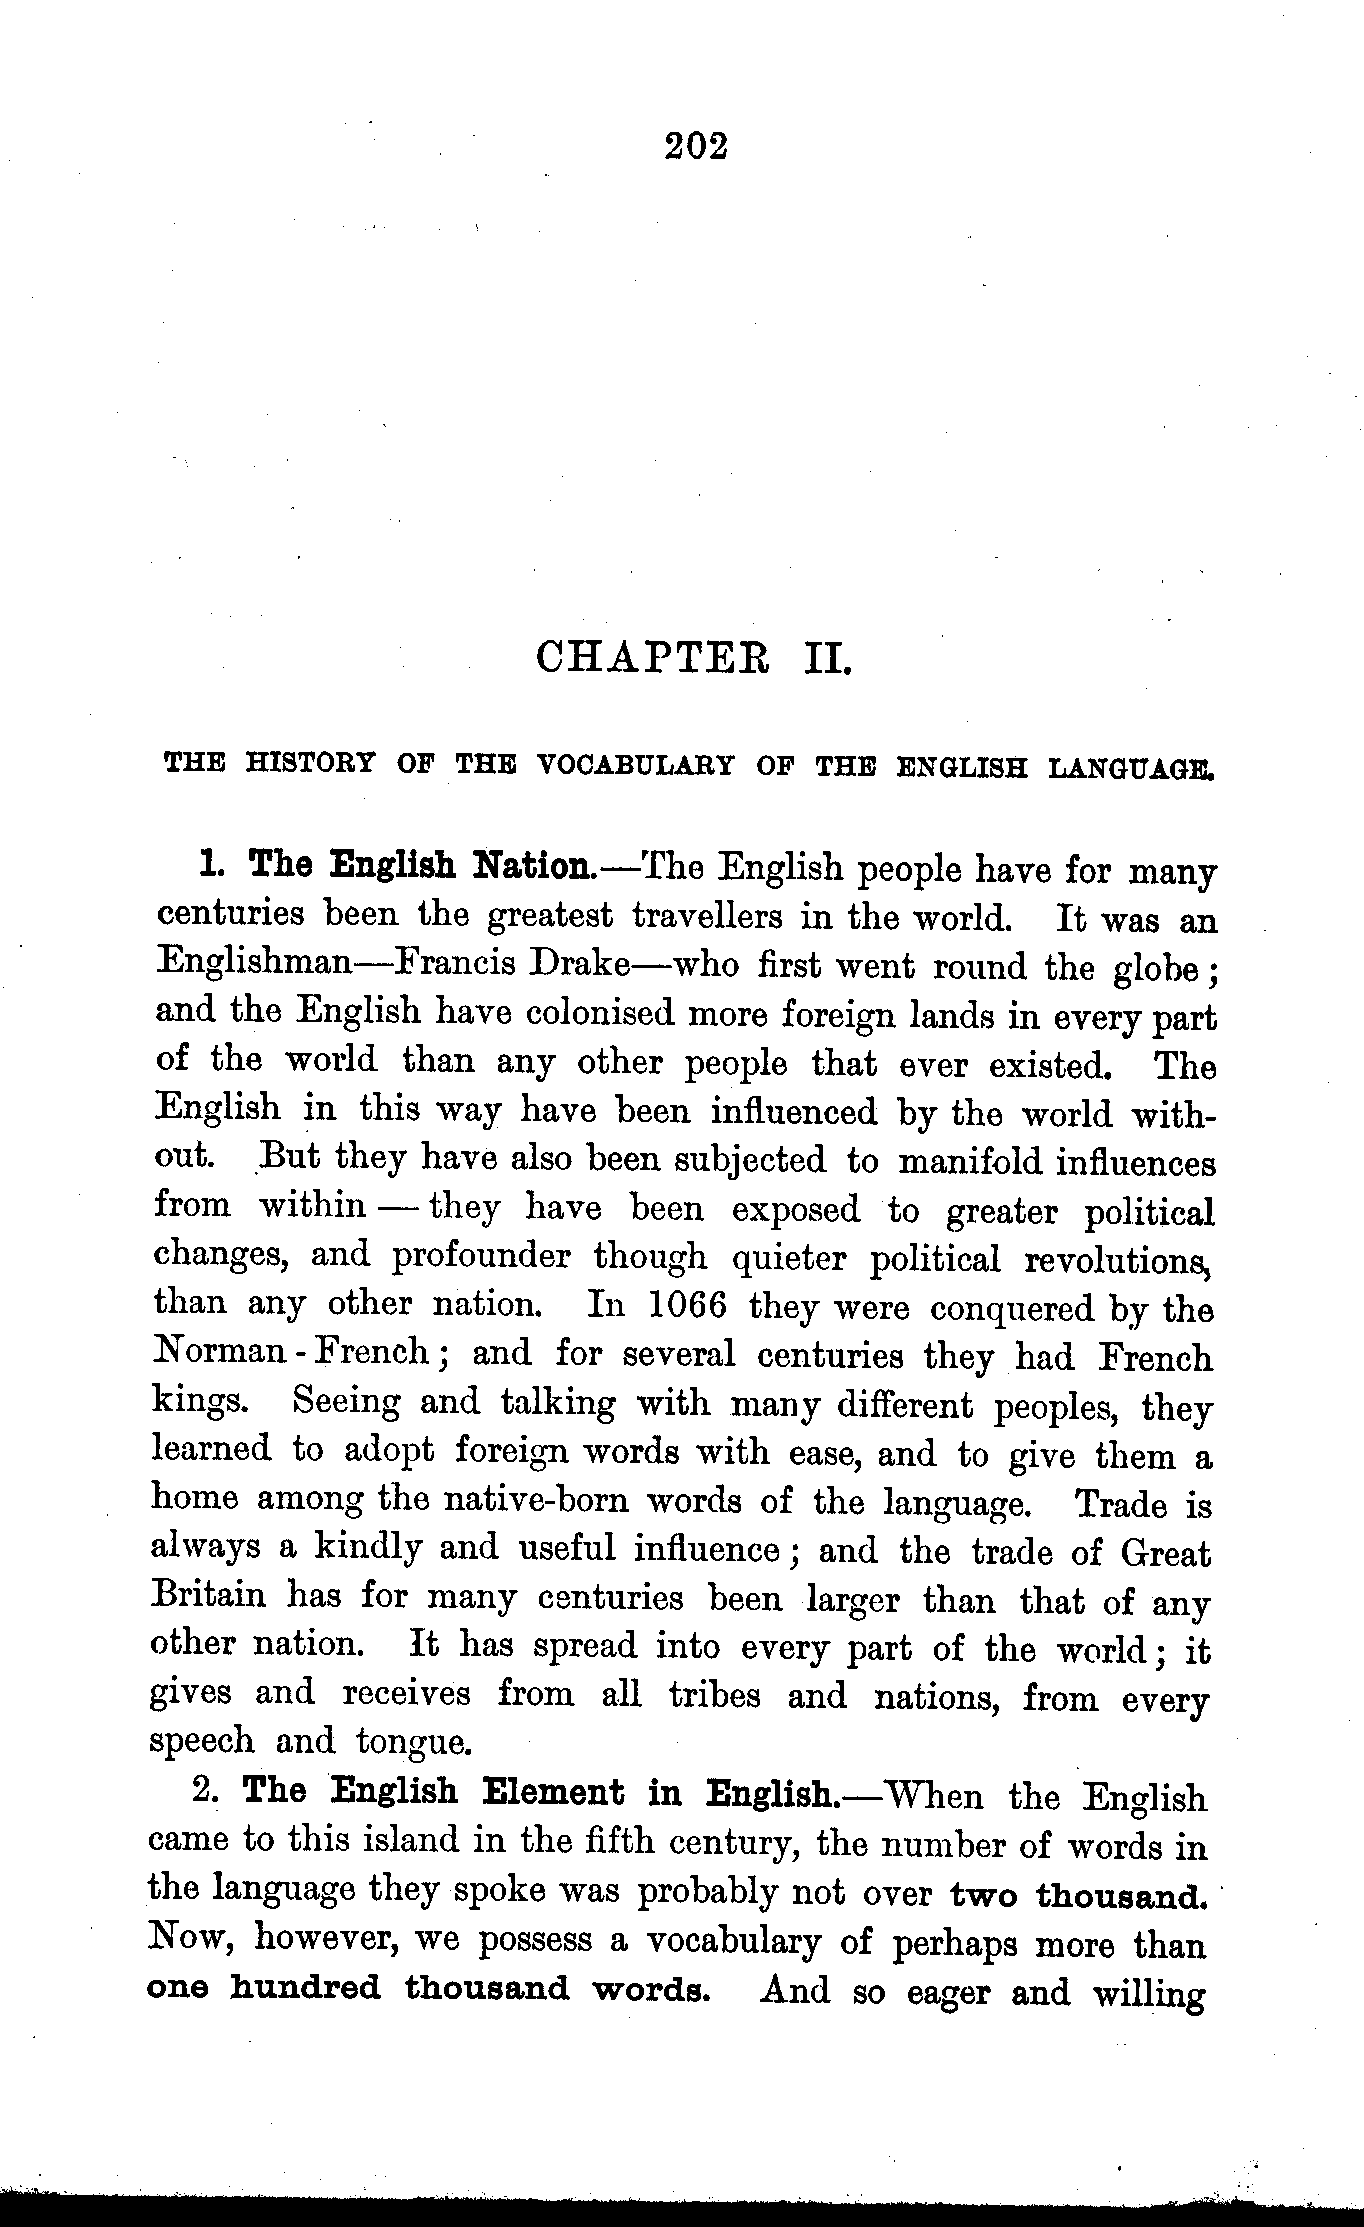 202
CHAPTER II.
THE HISTORY OF THE VOCABULARY OF THE ENGLISH LANGUAGE.
1. The English Nation.—The English people have for many
centuries been the greatest travellers in the world. It was an
Englishman—Francis Drake—who first went round the globe;
and the English have colonised more foreign lands in every part
of the world than any other people that ever existed. The
English in this way have been influenced by the world with-
out. But they have also been subjected to manifold influences
from within — they have been exposed to greater political
changes, and profounder though quieter political revolutions,
than any other nation. In 1066 they were conquered by the
Norman-French; and for several centuries they had French
kings. Seeing and talking with many different peoples, they
learned to adopt foreign words with ease, and to give them a
home among the native-born words of the language. Trade is
always a kindly and useful influence; and the trade of Great
Britain has for many centuries been larger than that of any
other nation. It has spread into every part of the world; it
gives and receives from all tribes and nations, from every
speech and tongue.
2. The English Element in English.—When the English
came to this island in the fifth century, the number of words in
the language they spoke was probably not over two thousand.
Now, however, we possess a vocabulary of perhaps more than
one hundred thousand words. And so eager and willing